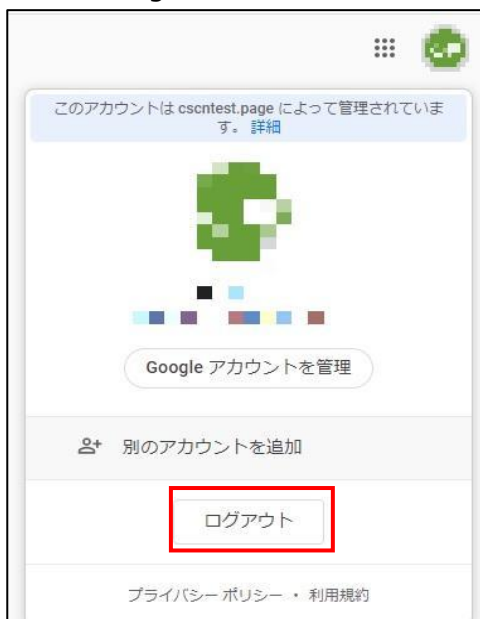 このアカウントは cscntest.page によって管理されていま
す。 詳細
Google アカウントを管理
別のアカウントを追加
ログアウト
プライバシー ポリシー ・ 利用規約